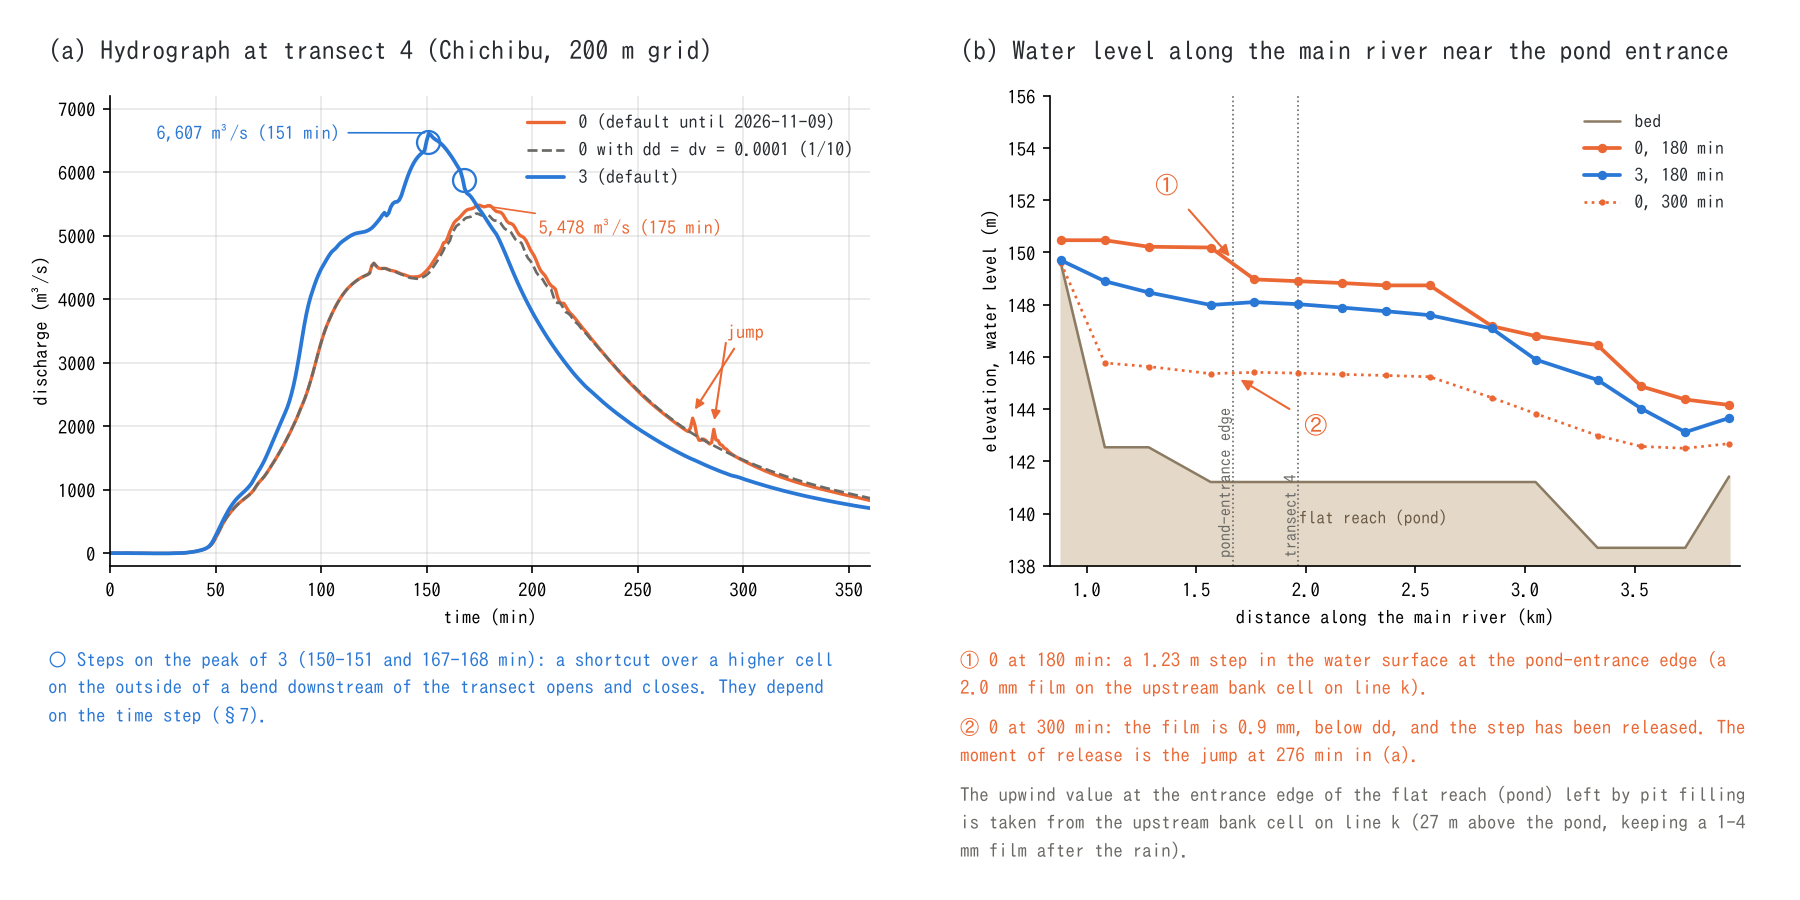 (a) Hydrograph at transect 4 (Chichibu, 200 m grid)
7000
6000
5000
4000
3000
2000
1000
0
discharge (m³/s)
0 50 100 150 200 250 300 350
time (min)
6,607 m³/s (151 min)
0 (default until 2026-11-09)
0 with dd = dv = 0.0001 (1/10)
3 (default)
5,478 m³/s (175 min)
jump
○ Steps on the peak of 3 (150-151 and 167-168 min): a shortcut over a higher cell
on the outside of a bend downstream of the transect opens and closes. They depend
on the time step (§7).
(b) Water level along the main river near the pond entrance
156
154
152
150
148
146
144
142
140
138
elevation, water level (m)
1.0 1.5 2.0 2.5 3.0 3.5
distance along the main river (km)
bed
0, 180 min
3, 180 min
0, 300 min
①
②
pond-entrance edge
transect 4
flat reach (pond)
① 0 at 180 min: a 1.23 m step in the water surface at the pond-entrance edge (a
2.0 mm film on the upstream bank cell on line k).
② 0 at 300 min: the film is 0.9 mm, below dd, and the step has been released. The
moment of release is the jump at 276 min in (a).
The upwind value at the entrance edge of the flat reach (pond) left by pit filling
is taken from the upstream bank cell on line k (27 m above the pond, keeping a 1-4
mm film after the rain).